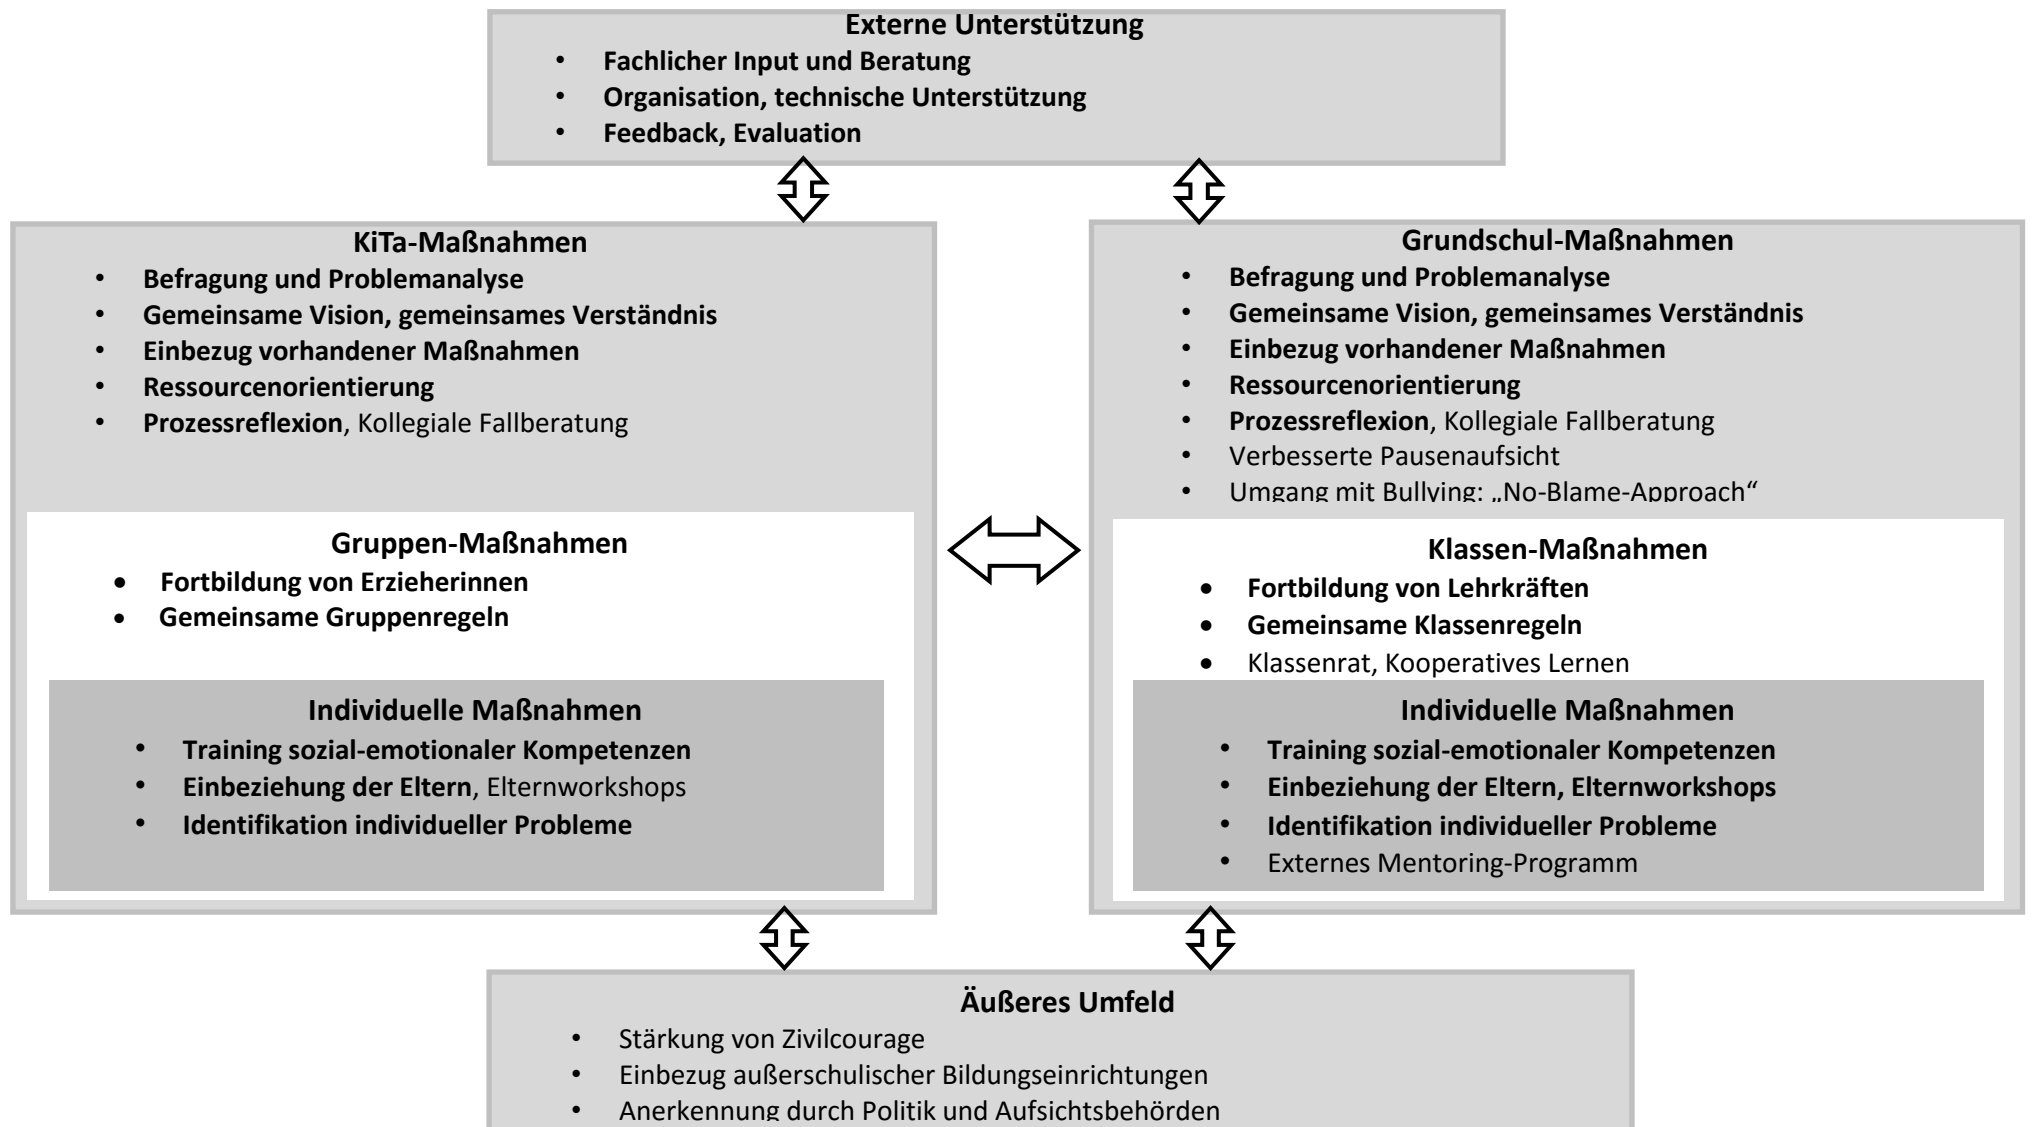 Externe Unterstützung
• Fachlicher Input und Beratung
• Organisation, technische Unterstützung
• Feedback, Evaluation
KiTa-Maßnahmen
• Befragung und Problemanalyse
• Gemeinsame Vision, gemeinsames Verständnis
• Einbezug vorhandener Maßnahmen
• Ressourcenorientierung
• Prozessreflexion, Kollegiale Fallberatung
Gruppen-Maßnahmen
• Fortbildung von Erzieherinnen
• Gemeinsame Gruppenregeln
Individuelle Maßnahmen
• Training sozial-emotionaler Kompetenzen
• Einbeziehung der Eltern, Elternworkshops
• Identifikation individueller Probleme
Grundschul-Maßnahmen
• Befragung und Problemanalyse
• Gemeinsame Vision, gemeinsames Verständnis
• Einbezug vorhandener Maßnahmen
• Ressourcenorientierung
• Prozessreflexion, Kollegiale Fallberatung
• Verbesserte Pausenaufsicht
• Umgang mit Bullying: „No-Blame-Approach“
Klassen-Maßnahmen
• Fortbildung von Lehrkräften
• Gemeinsame Klassenregeln
• Klassenrat, Kooperatives Lernen
Individuelle Maßnahmen
• Training sozial-emotionaler Kompetenzen
• Einbeziehung der Eltern, Elternworkshops
• Identifikation individueller Probleme
• Externes Mentoring-Programm
Äußeres Umfeld
• Stärkung von Zivilcourage
• Einbezug außerschulischer Bildungseinrichtungen
• Anerkennung durch Politik und Aufsichtsbehörden